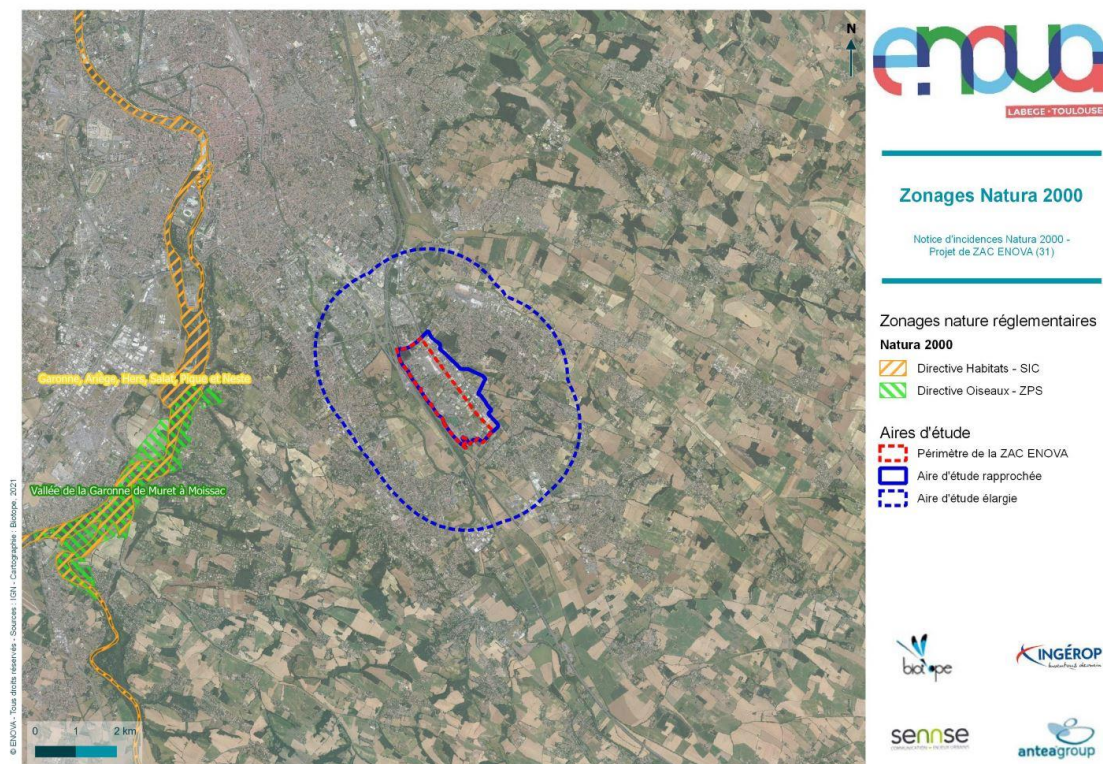 N
Garonne, Ariège, Hers, Salat, Pique et Neste
Vallée de la Garonne de Muret à Moissac
0 1 2 km
© ENOVA - Tous droits réservés - Sources : IGN - Cartographie : Biotope, 2021
enova
LABEGE • TOULOUSE
Zonages Natura 2000
Notice d'incidences Natura 2000 -
Projet de ZAC ENOVA (31)
Zonages nature réglementaires
Natura 2000
Directive Habitats - SIC
Directive Oiseaux - ZPS
Aires d'étude
Périmètre de la ZAC ENOVA
Aire d'étude rapprochée
Aire d'étude élargie
biotope
INGÉROP
Inventons demain
sennse
anteagroup